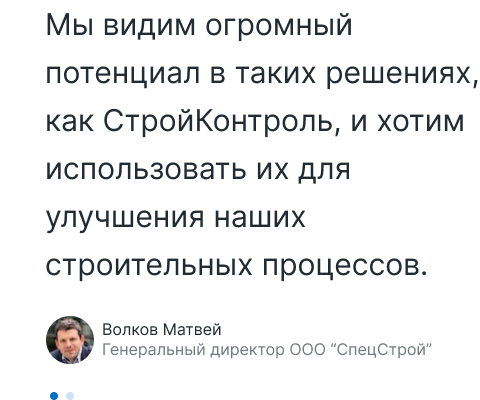 Мы видим огромный
потенциал в таких решениях,
как СтройКонтроль, и хотим
использовать их для
улучшения наших
строительных процессов.
Волков Матвей
Генеральный директор ООО “СпецСтрой”